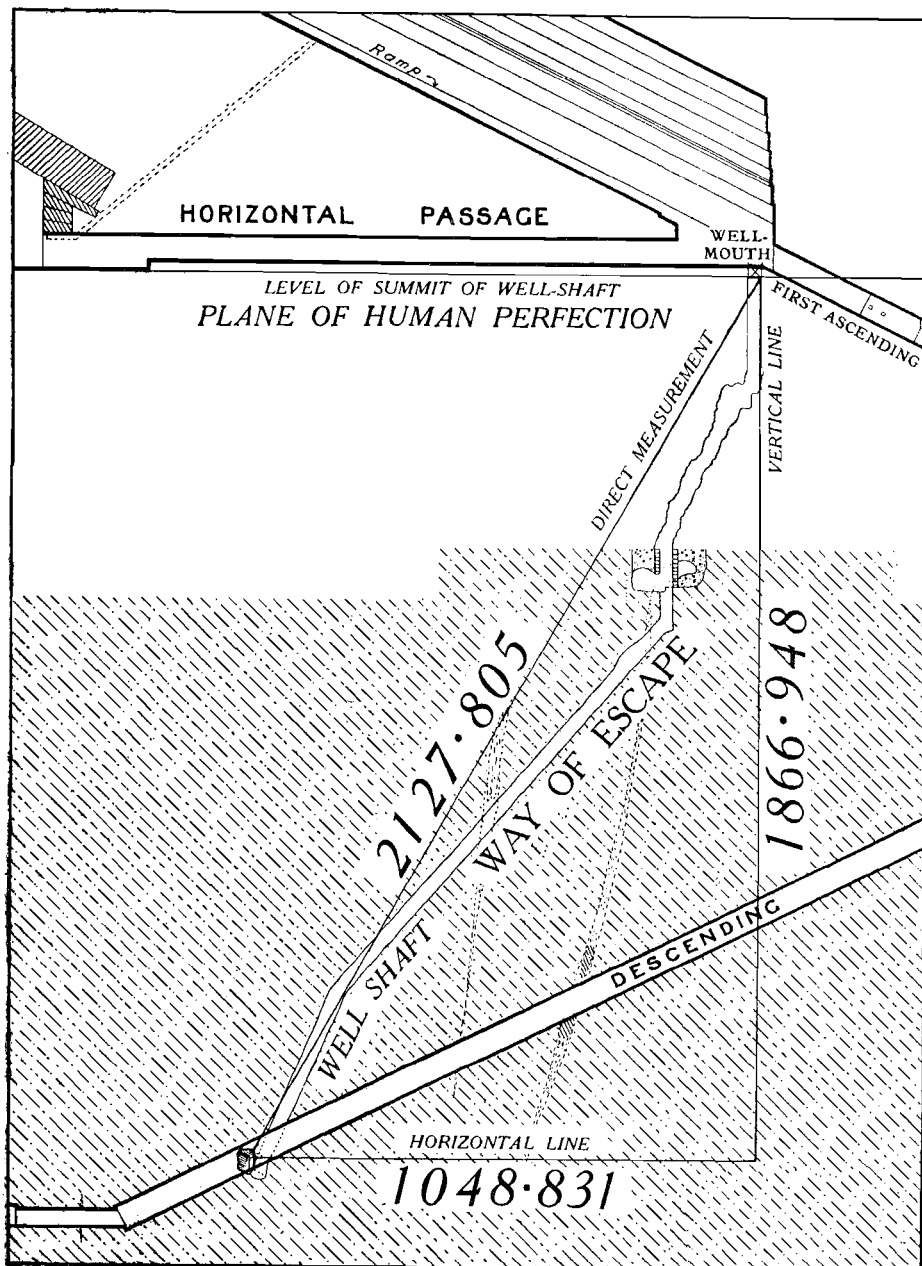 Ramp
HORIZONTAL PASSAGE
WELL-
MOUTH
LEVEL OF SUMMIT OF WELL-SHAFT
PLANE OF HUMAN PERFECTION
FIRST ASCENDING
DIRECT MEASUREMENT
VERTICAL LINE
2127·805
WAY OF ESCAPE
1866·948
WELL SHAFT
DESCENDING
HORIZONTAL LINE
1048·831